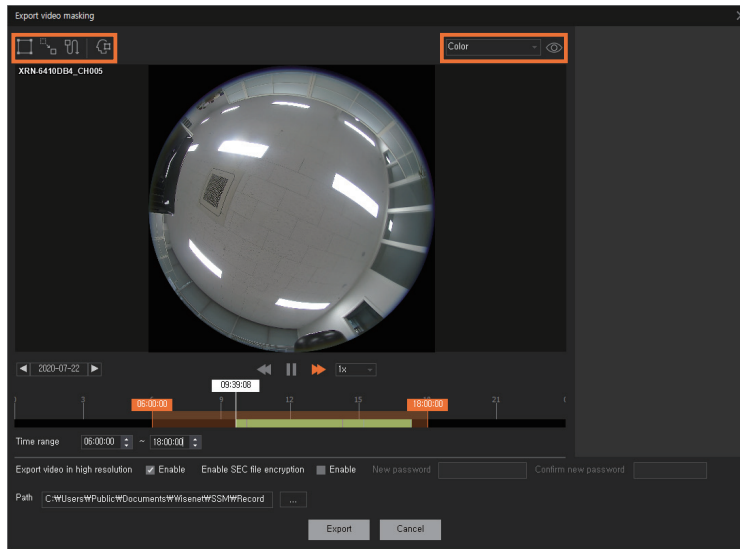 Export video masking
Color
XRN-6410DB4_CH005
2020-07-22 1x
09:39:08
3 06:00:00 9 12 18:00:00 21
Time range 06:00:00 ~ 18:00:00
Export video in high resolution Enable Enable SEC file encryption Enable New password Confirm new password
Path C:₩Users₩Public₩Documents₩Wisenet₩SSM₩Record ...
Export Cancel